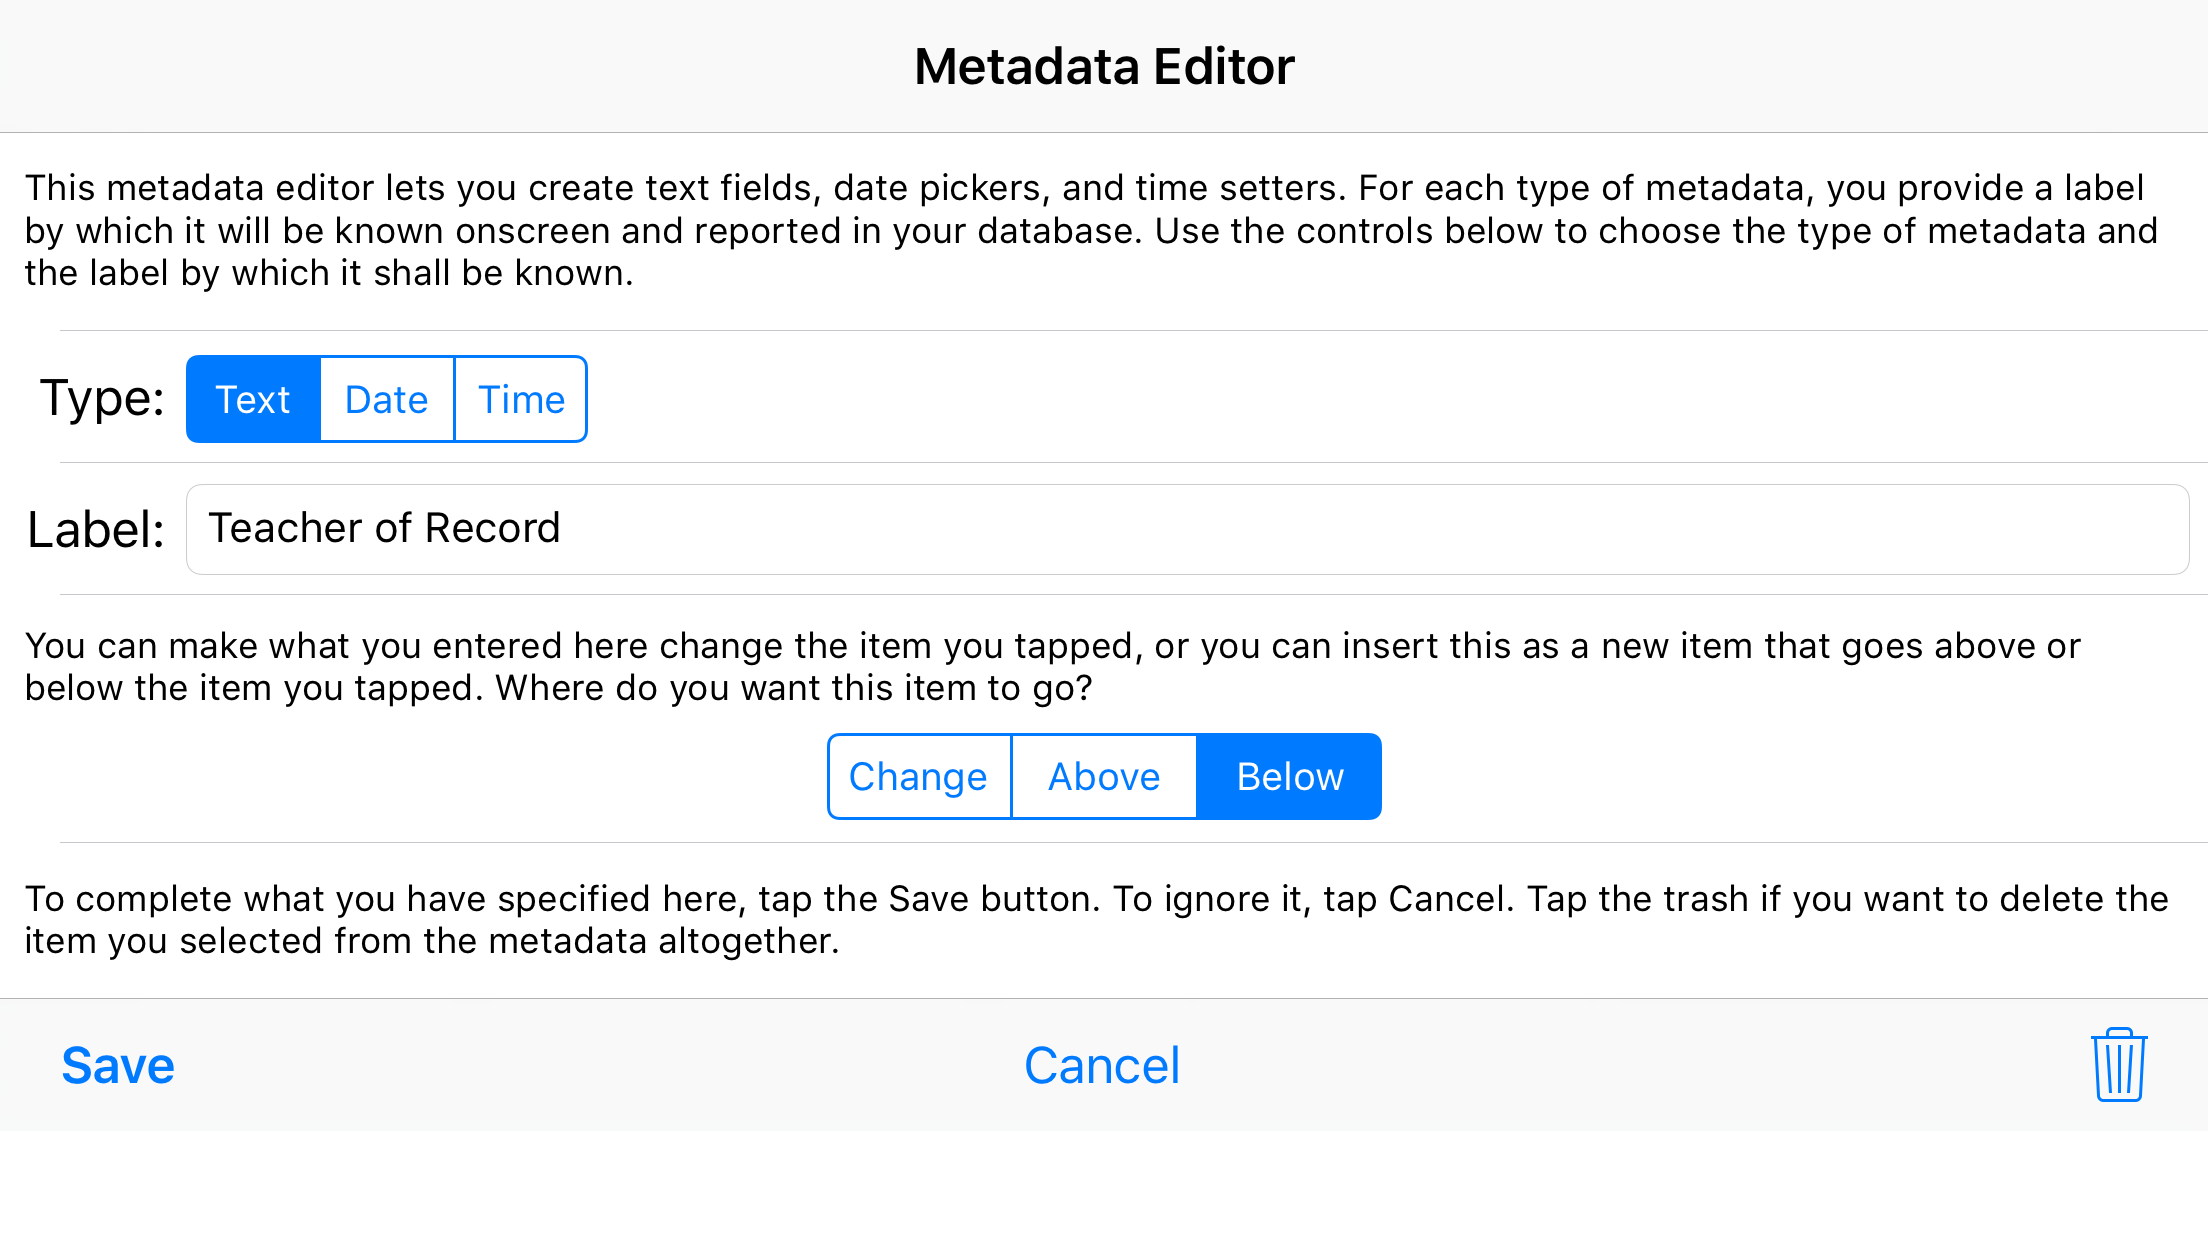 Metadata Editor
This metadata editor lets you create text fields, date pickers, and time setters. For each type of metadata, you provide a label
by which it will be known onscreen and reported in your database. Use the controls below to choose the type of metadata and
the label by which it shall be known.
Type: Text Date Time
Label: Teacher of Record
You can make what you entered here change the item you tapped, or you can insert this as a new item that goes above or
below the item you tapped. Where do you want this item to go?
Change Above Below
To complete what you have specified here, tap the Save button. To ignore it, tap Cancel. Tap the trash if you want to delete the
item you selected from the metadata altogether.
Save Cancel